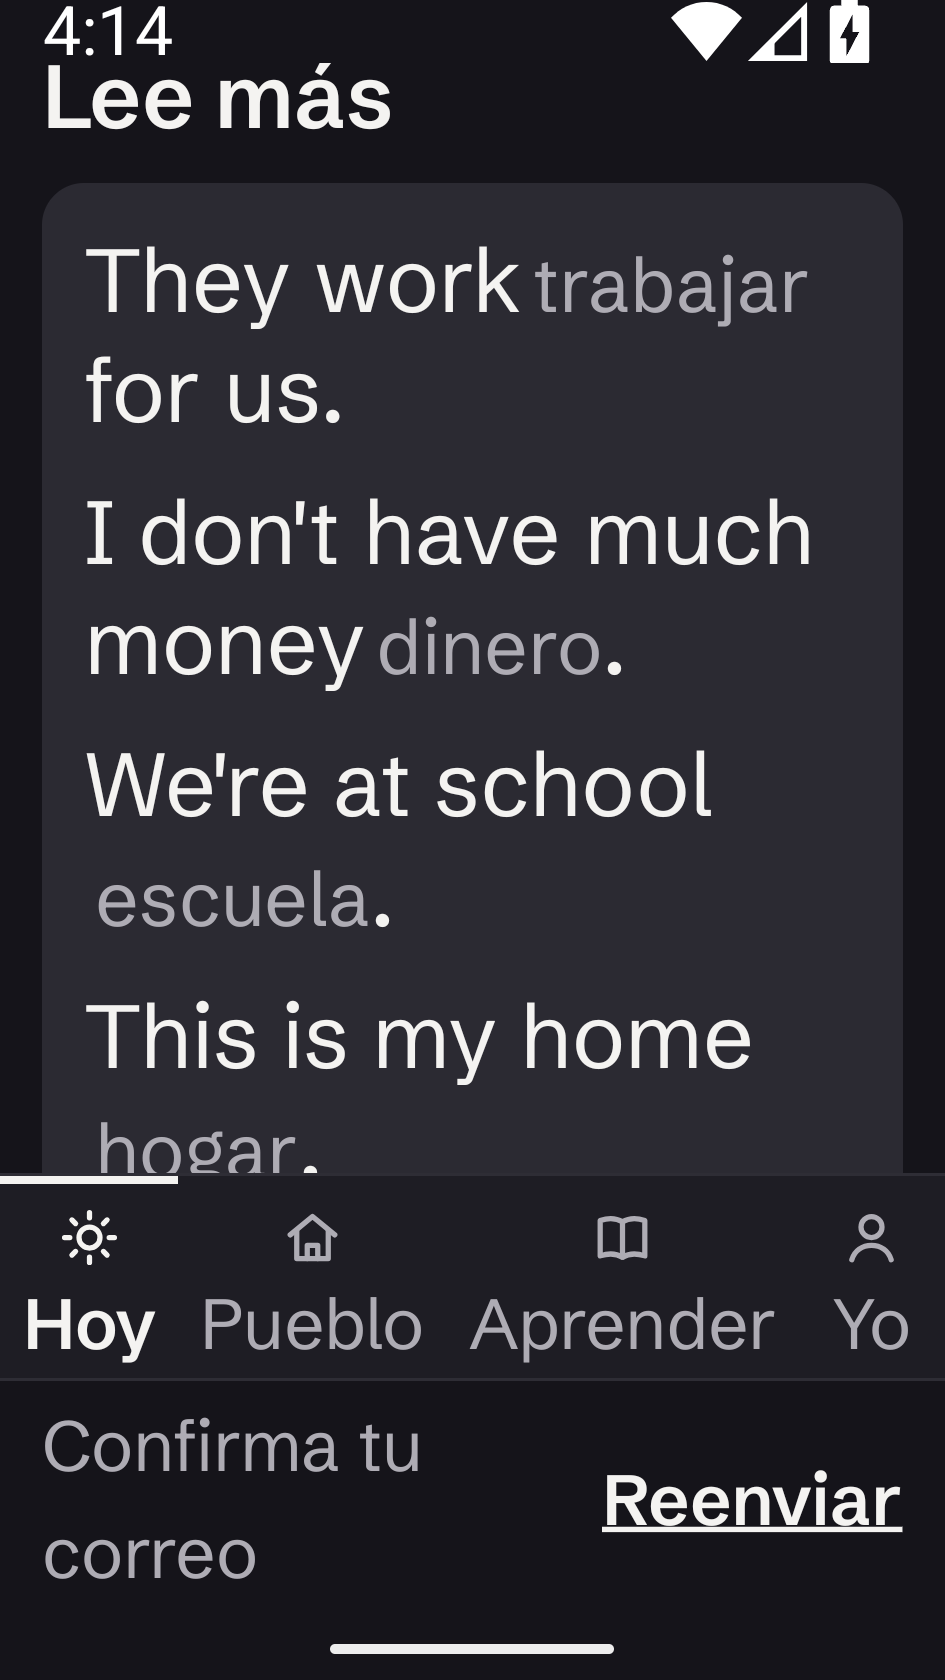 4:14
Lee más
They work trabajar
for us.
I don't have much
money dinero.
We're at school
escuela.
This is my home
hogar.
Hoy
Pueblo
Aprender
Yo
Confirma tu
correo
Reenviar